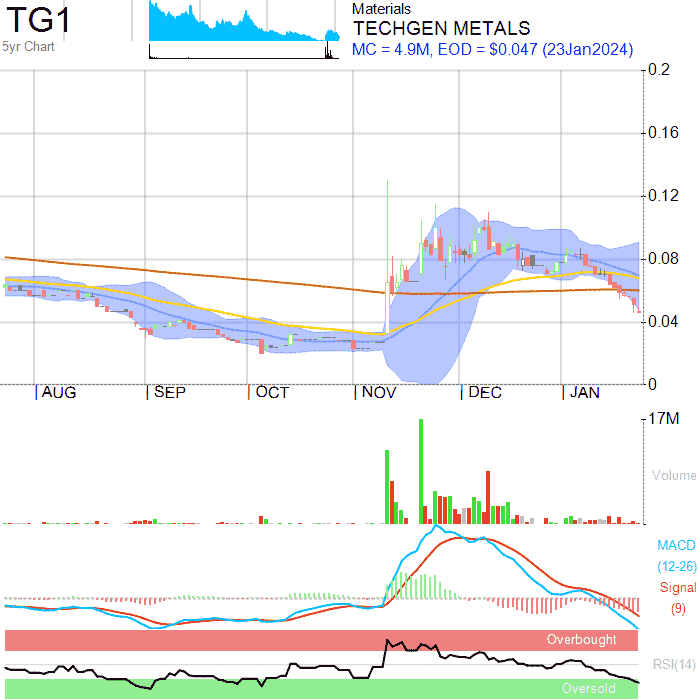 TG1
5yr Chart
Materials
TECHGEN METALS
MC = 4.9M, EOD = $0.047 (23Jan2024)
0.2
0.16
0.12
0.08
0.04
0
AUG SEP OCT NOV DEC JAN
17M
Volume
MACD
(12-26)
Signal
(9)
Overbought
RSI(14)
Oversold